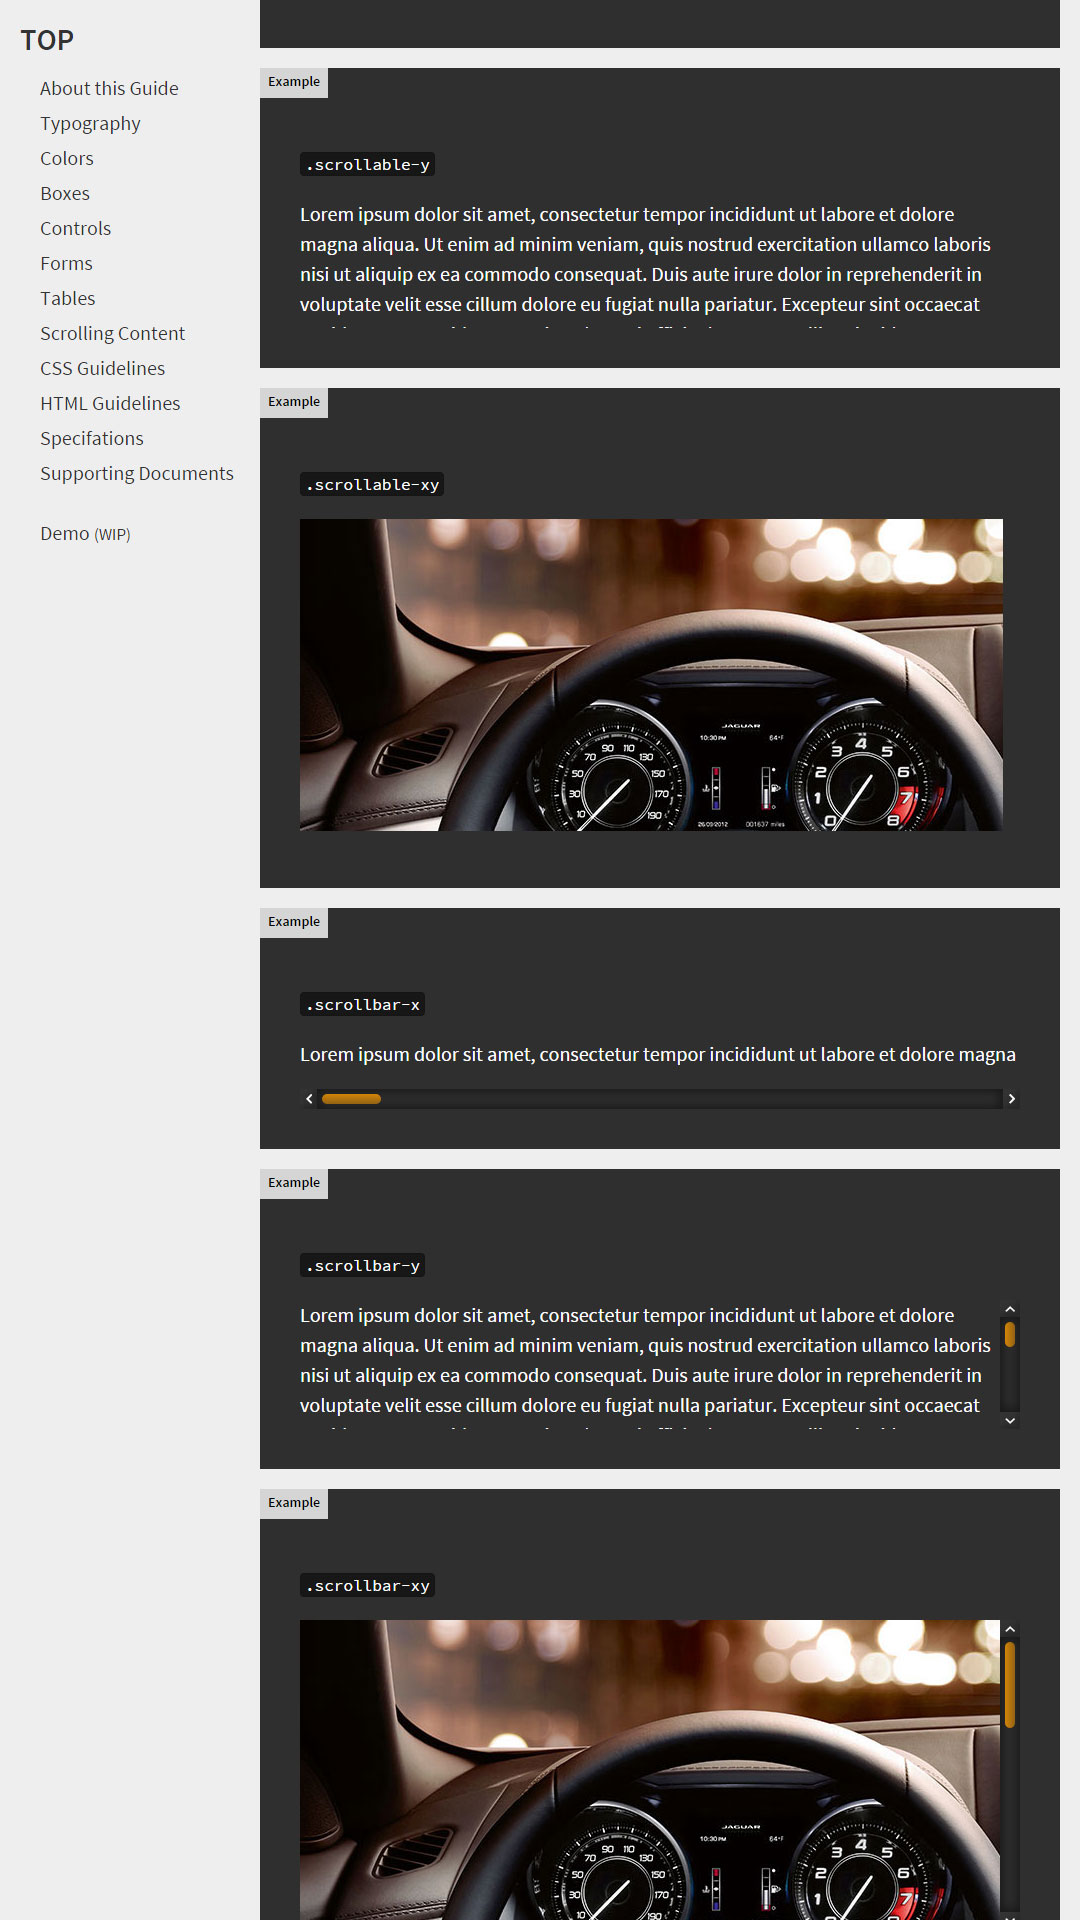 TOP
About this Guide
Typography
Colors
Boxes
Controls
Forms
Tables
Scrolling Content
CSS Guidelines
HTML Guidelines
Specifations
Supporting Documents
Demo (WIP)
Example
.scrollable-y
Lorem ipsum dolor sit amet, consectetur tempor incididunt ut labore et dolore
magna aliqua. Ut enim ad minim veniam, quis nostrud exercitation ullamco laboris
nisi ut aliquip ex ea commodo consequat. Duis aute irure dolor in reprehenderit in
voluptate velit esse cillum dolore eu fugiat nulla pariatur. Excepteur sint occaecat
Example
.scrollable-xy
JAGUAR
10:30 PM 64°F
10 30 50 70 90 110 130 150 170 190
0 1 2 3 4 5 6 7 8
26/09/2012 001637 miles
Example
.scrollbar-x
Lorem ipsum dolor sit amet, consectetur tempor incididunt ut labore et dolore magna
Example
.scrollbar-y
Lorem ipsum dolor sit amet, consectetur tempor incididunt ut labore et dolore
magna aliqua. Ut enim ad minim veniam, quis nostrud exercitation ullamco laboris
nisi ut aliquip ex ea commodo consequat. Duis aute irure dolor in reprehenderit in
voluptate velit esse cillum dolore eu fugiat nulla pariatur. Excepteur sint occaecat
Example
.scrollbar-xy
JAGUAR
10:30 PM 64°F
10 30 50 70 90 110 130 150 170 190
0 1 2 3 4 5 6 7